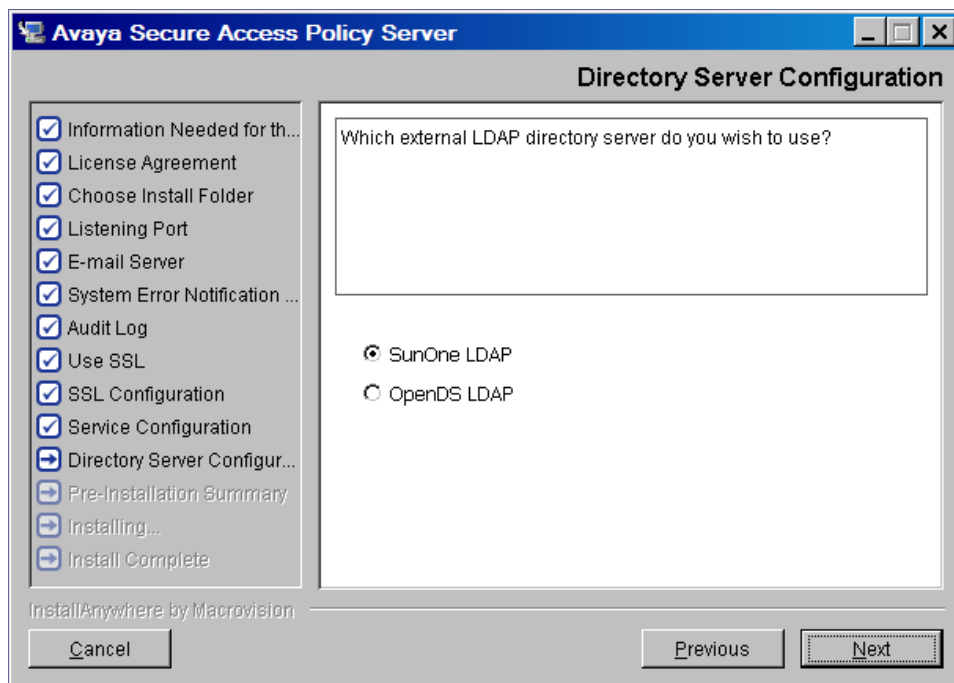 Avaya Secure Access Policy Server
Directory Server Configuration
Information Needed for th...
License Agreement
Choose Install Folder
Listening Port
E-mail Server
System Error Notification ...
Audit Log
Use SSL
SSL Configuration
Service Configuration
Directory Server Configur...
Pre-Installation Summary
Installing...
Install Complete
Which external LDAP directory server do you wish to use?
SunOne LDAP
OpenDS LDAP
InstallAnywhere by Macrovision
Cancel
Previous
Next